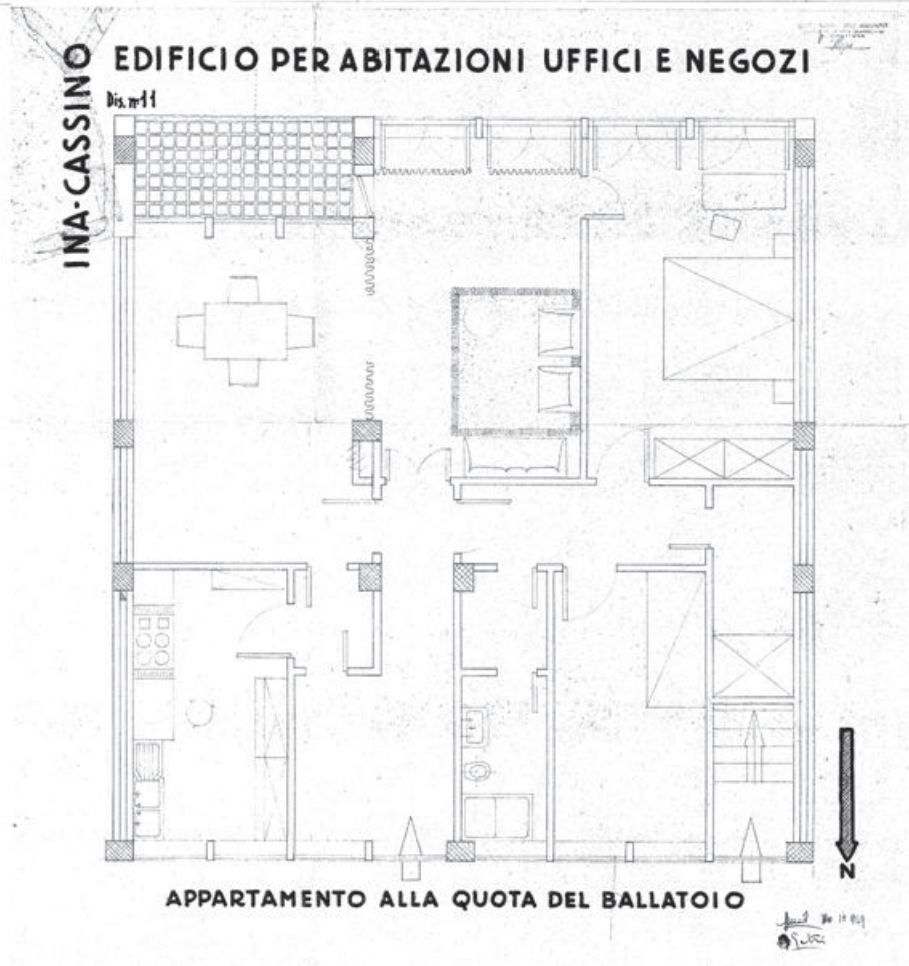 EDIFICIO PER ABITAZIONI UFFICI E NEGOZI
INA-CASSINO
Dis. n° 11
N
APPARTAMENTO ALLA QUOTA DEL BALLATOIO